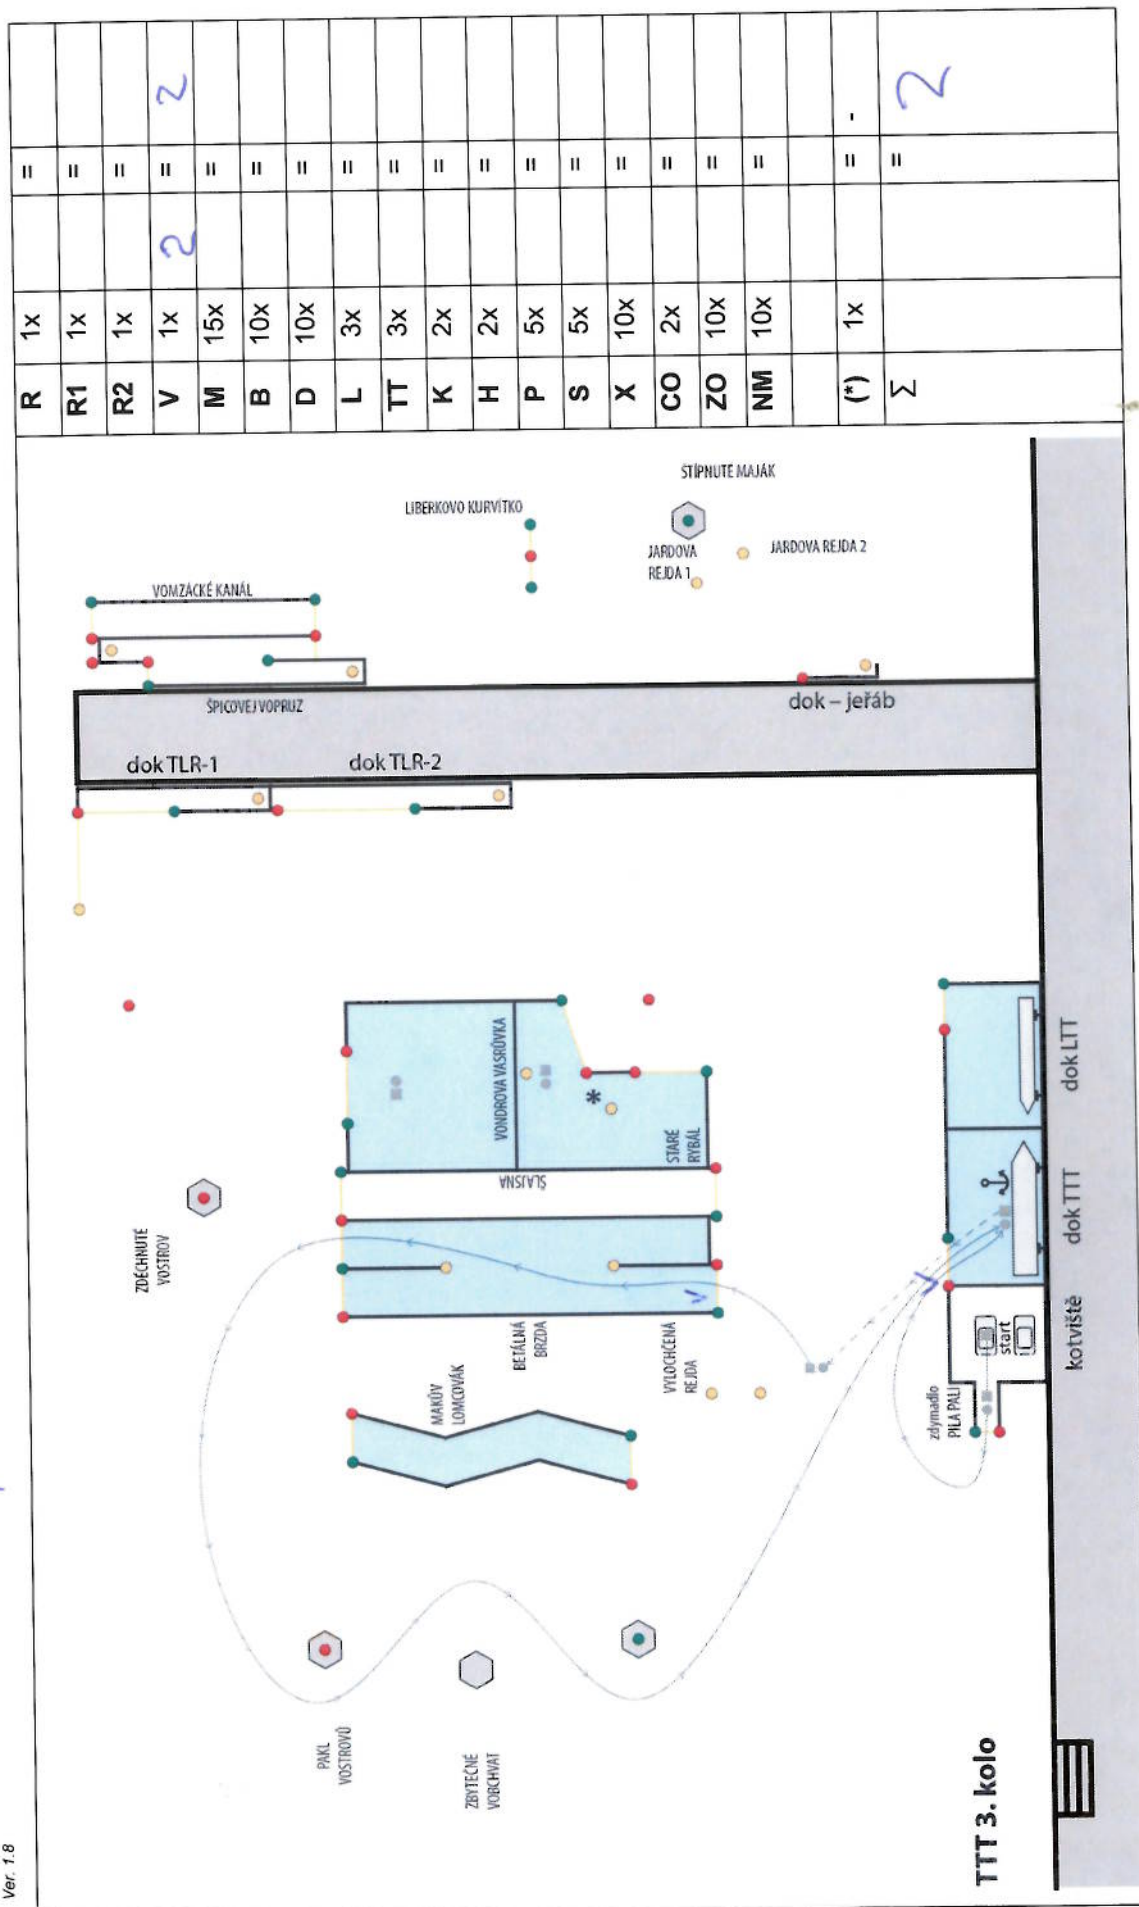 Ver. 1.8
R 1x =
R1 1x =
R2 1x =
V 1x 2 = 2
M 15x =
B 10x =
D 10x =
L 3x =
TT 3x =
K 2x =
H 2x =
P 5x =
S 5x =
X 10x =
CO 2x =
ZO 10x =
NM 10x =
(*) 1x = -
Σ = 2
VOMZÁCKÉ KANÁL
ŠPICOVEJ VOPRUZ
LIBERKOVO KURVÍTKO
STÍPNUTÉ MAJÁK
JARDOVA
REJDA 1
JARDOVA REJDA 2
dok TLR-1
dok TLR-2
dok – jeřáb
ZDĚCHNUTÉ
VOSTROV
VONDROVA VASRŮVKA
*
STARÉ
RYBÁL
ŠLAJSNA
MAKŮV
LOMCOVÁK
BETÁLNÁ
BRZDA
VYLOCHČENÁ
REJDA
V
V
PAKL
VOSTROVŮ
ZBYTEČNÉ
VOBCHVAT
zdymadlo
PILA PALI
start
kotviště
dok TTT
dok LTT
TTT 3. kolo